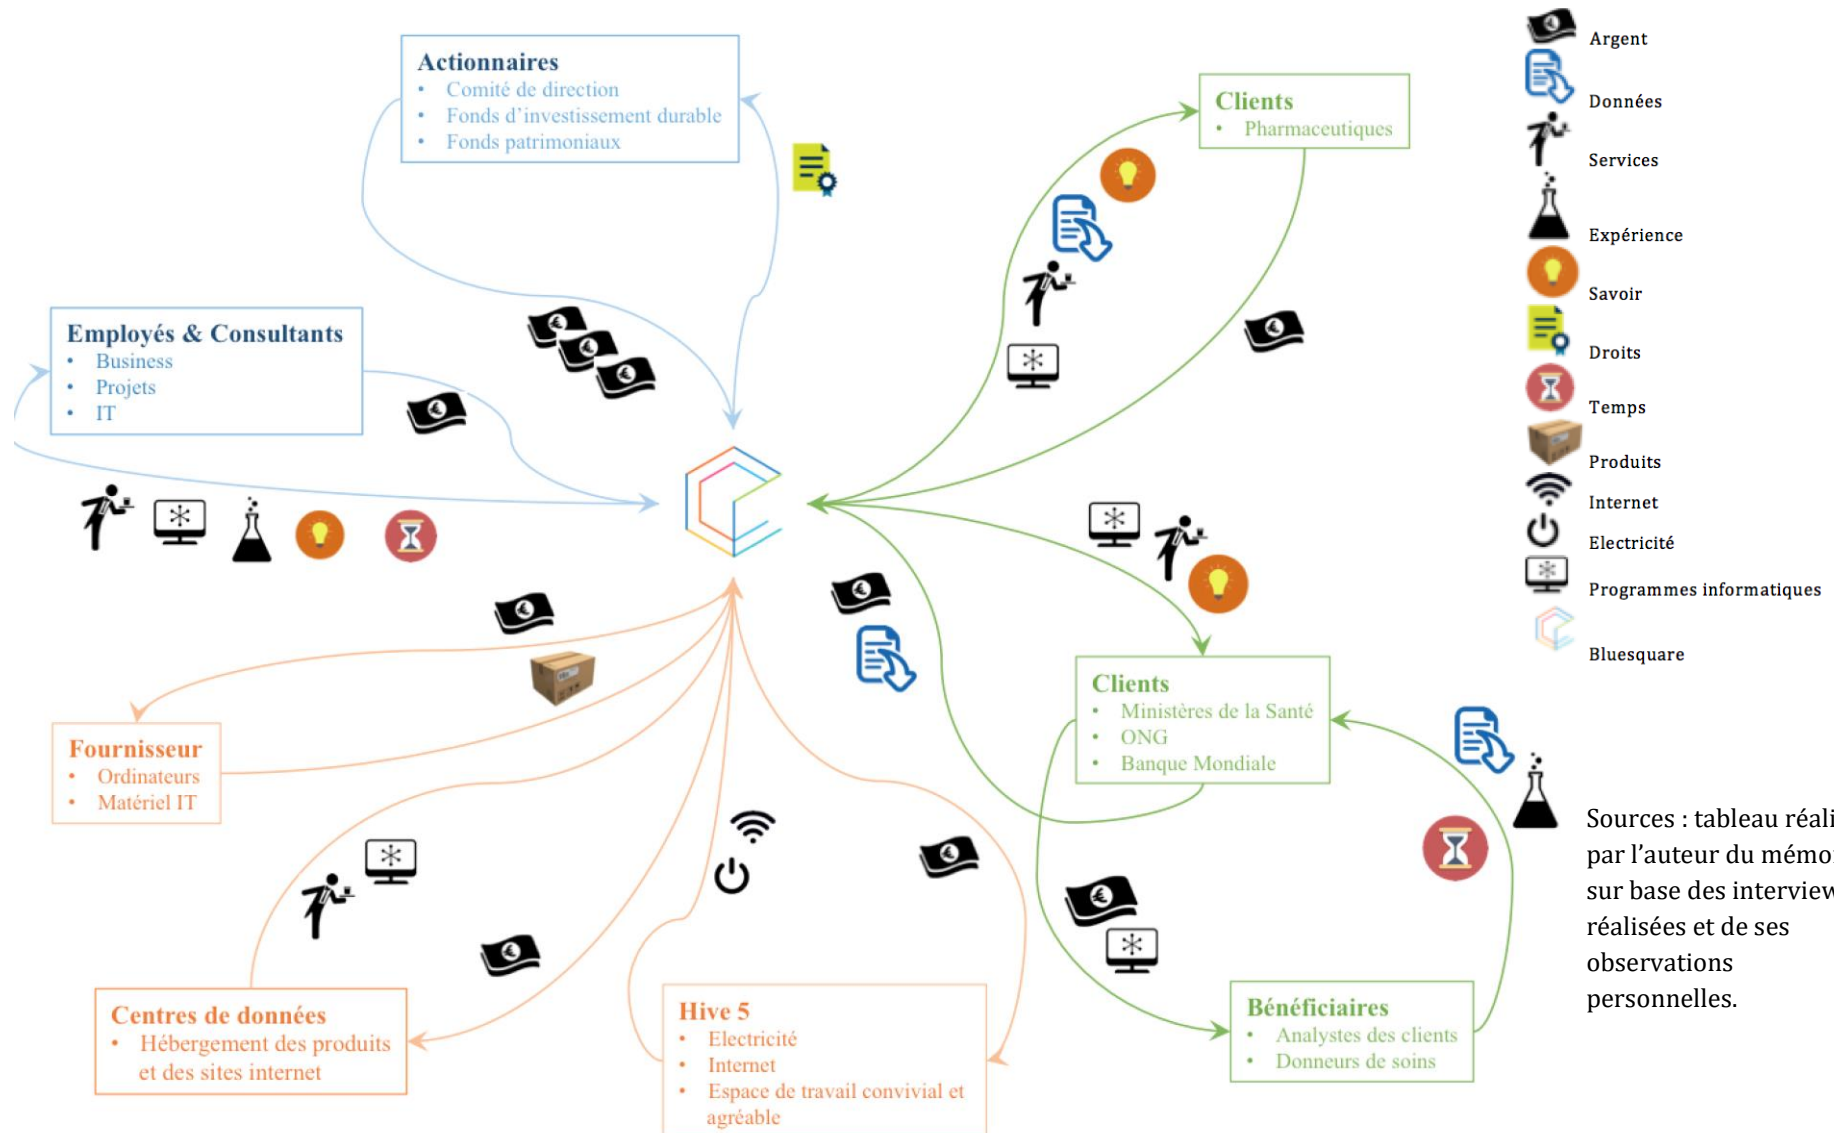 Actionnaires
• Comité de direction
• Fonds d'investissement durable
• Fonds patrimoniaux
Clients
• Pharmaceutiques
Employés & Consultants
• Business
• Projets
• IT
Fournisseur
• Ordinateurs
• Matériel IT
Clients
• Ministères de la Santé
• ONG
• Banque Mondiale
Centres de données
• Hébergement des produits
et des sites internet
Hive 5
• Electricité
• Internet
• Espace de travail convivial et
agréable
Bénéficiaires
• Analystes des clients
• Donneurs de soins
Argent
Données
Services
Expérience
Savoir
Droits
Temps
Produits
Internet
Electricité
Programmes informatiques
Bluesquare
Sources : tableau réali
par l'auteur du mémo
sur base des interview
réalisées et de ses
observations
personnelles.